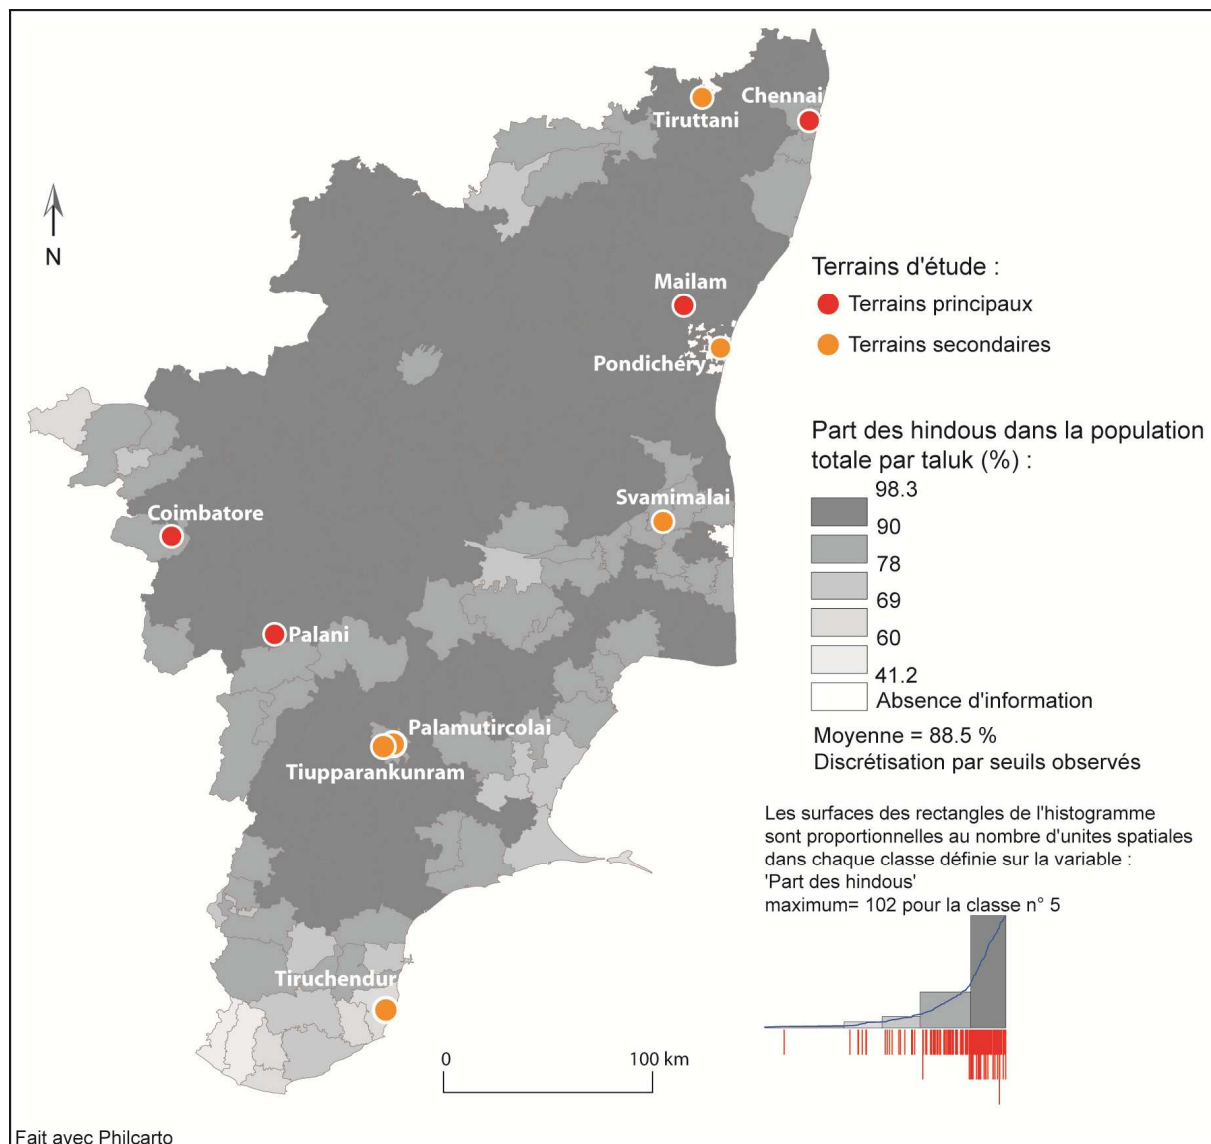 Chennai
Tiruttani
N
Mailam
Pondichéry
Terrains d'étude :
Terrains principaux
Terrains secondaires
Part des hindous dans la population
totale par taluk (%) :
98.3
90
78
69
60
41.2
Absence d'information
Moyenne = 88.5 %
Discrétisation par seuils observés
Svamimalai
Coimbatore
Palani
Palamutircolai
Tiupparankunram
Tiruchendur
Les surfaces des rectangles de l'histogramme
sont proportionnelles au nombre d'unites spatiales
dans chaque classe définie sur la variable :
'Part des hindous'
maximum= 102 pour la classe n° 5
0 100 km
Fait avec Philcarto